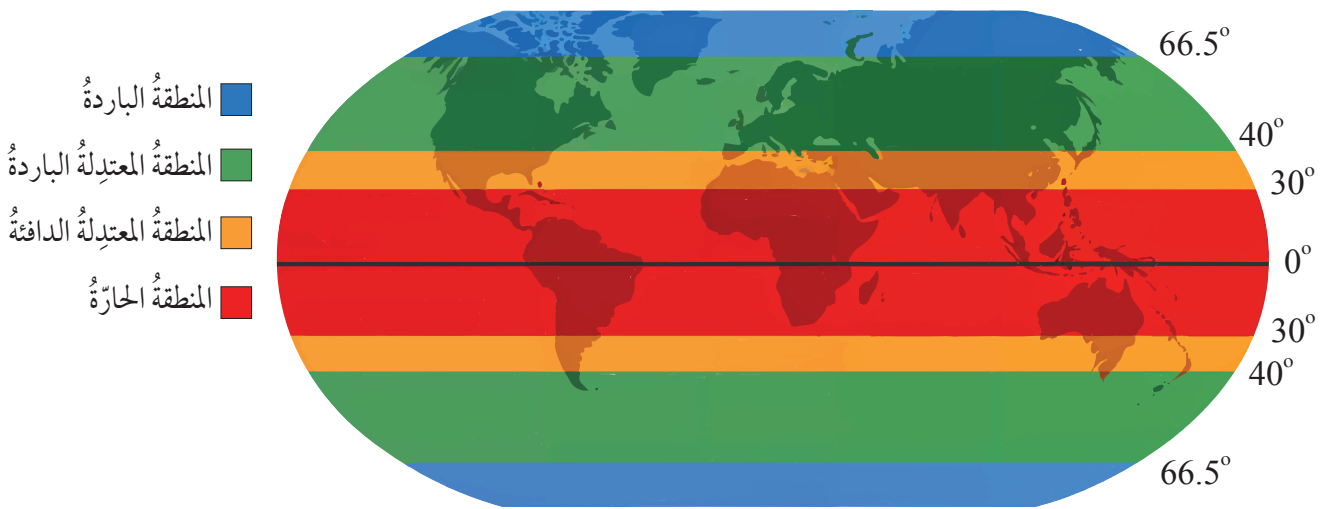 المنطقةُ الباردةُ
المنطقةُ المعتدِلةُ الباردةُ
المنطقةُ المعتدِلةُ الدافئةُ
المنطقةُ الحارّةُ
66.5°
40°
30°
0°
30°
40°
66.5°